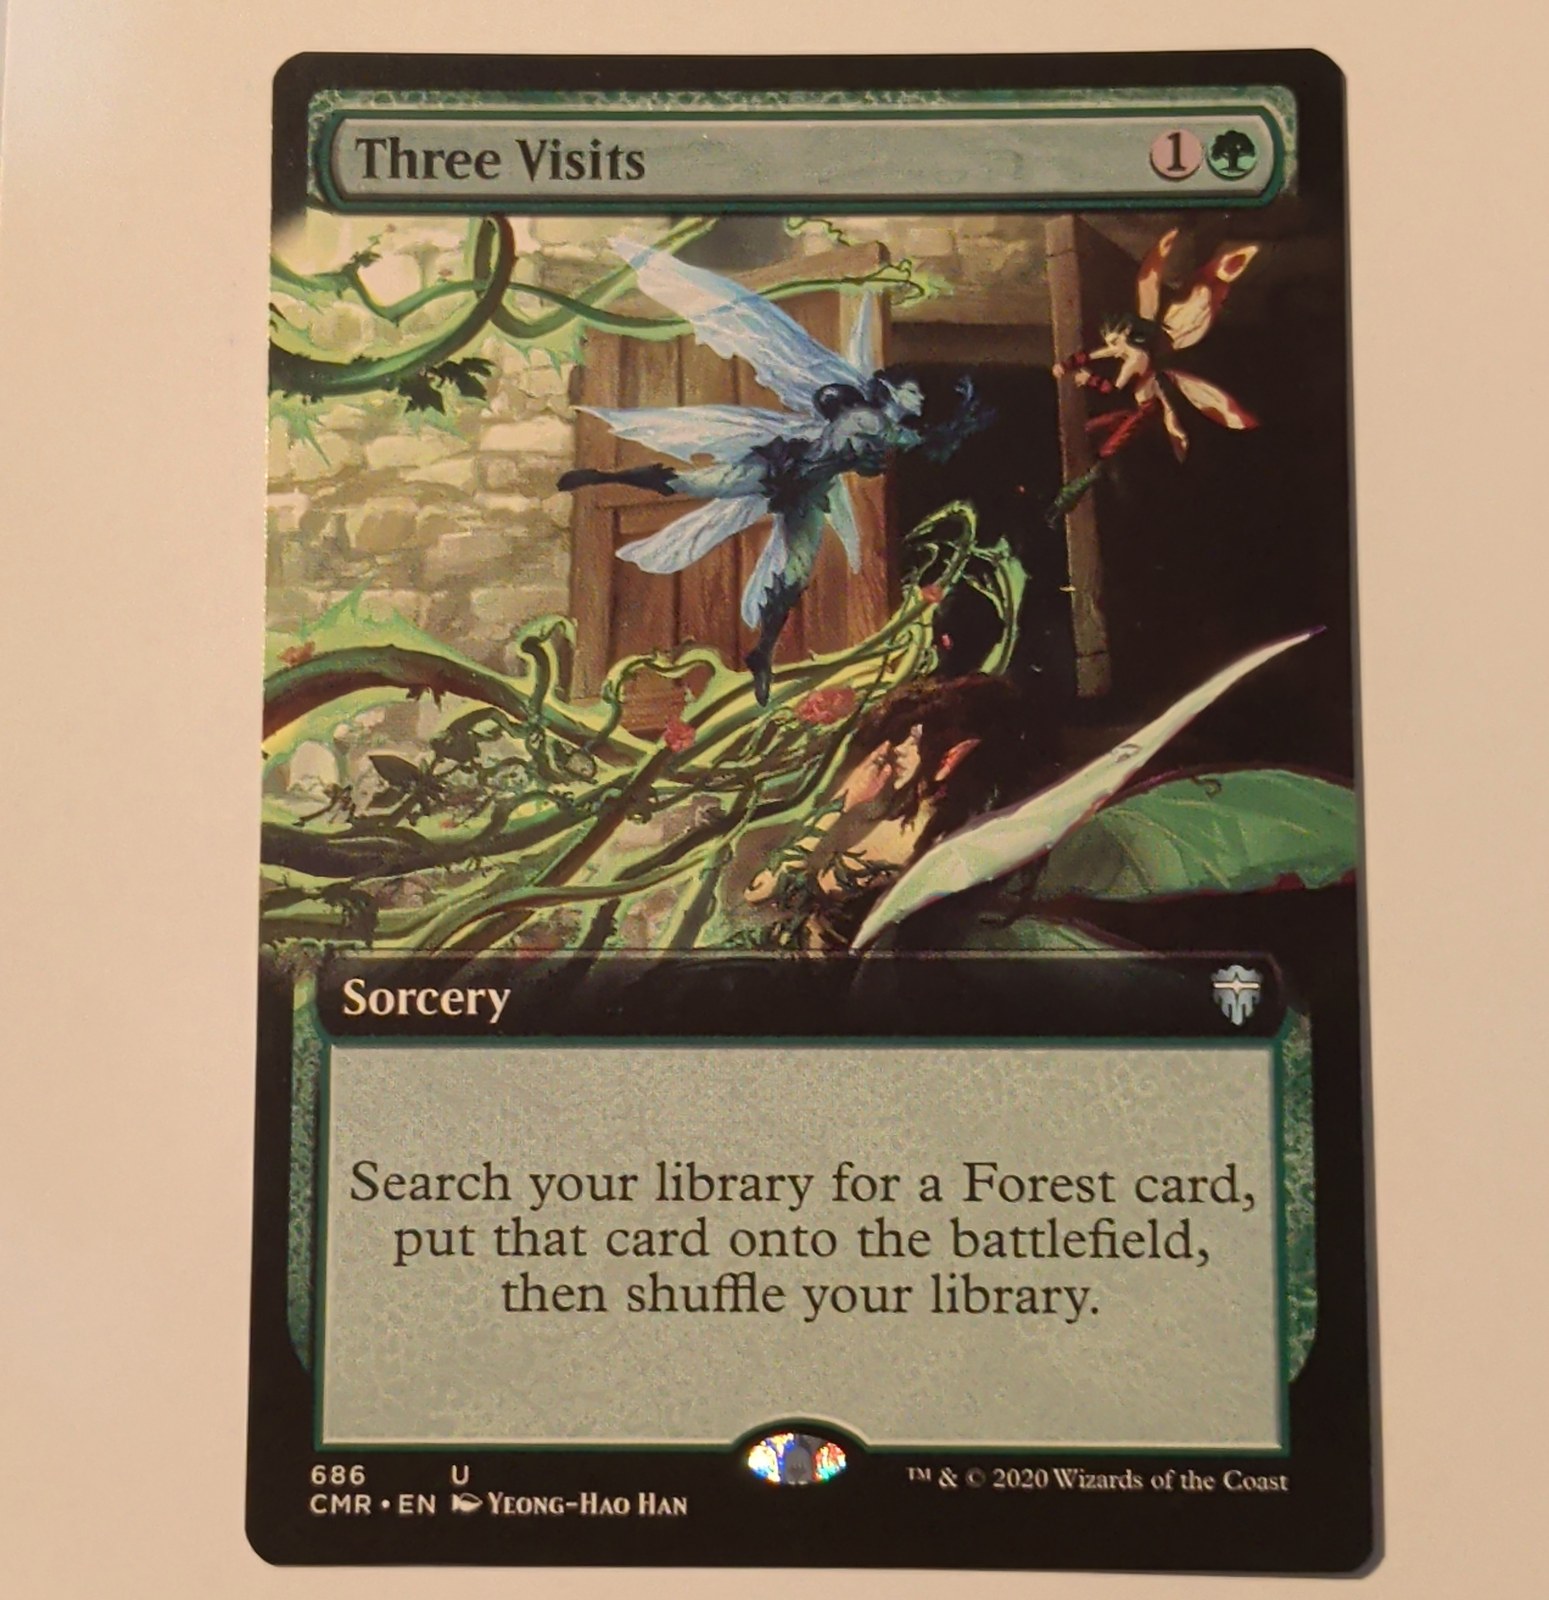 Three Visits 1
Sorcery
Search your library for a Forest card,
put that card onto the battlefield,
then shuffle your library.
686 U
CMR • EN YEONG-HAO HAN
™ & © 2020 Wizards of the Coast